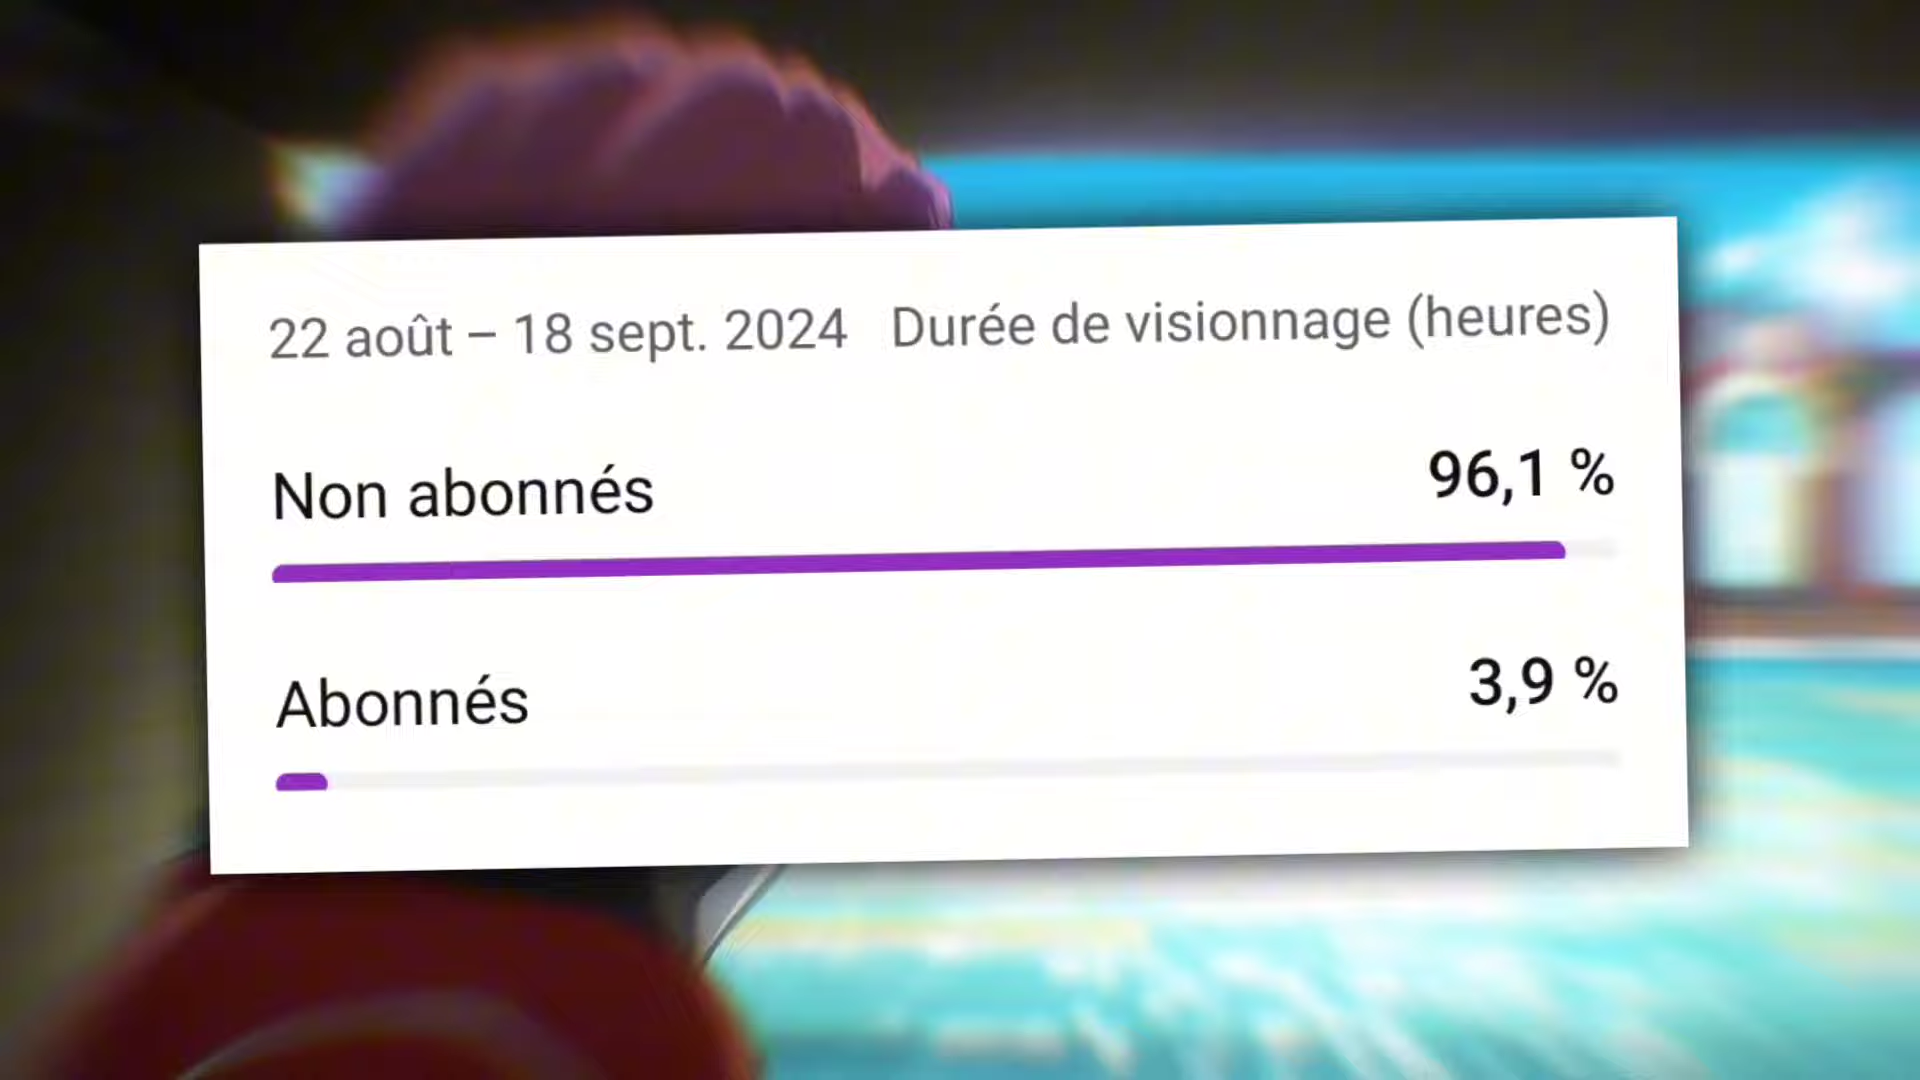 22 août – 18 sept. 2024 Durée de visionnage (heures)
Non abonnés 96,1 %
Abonnés 3,9 %